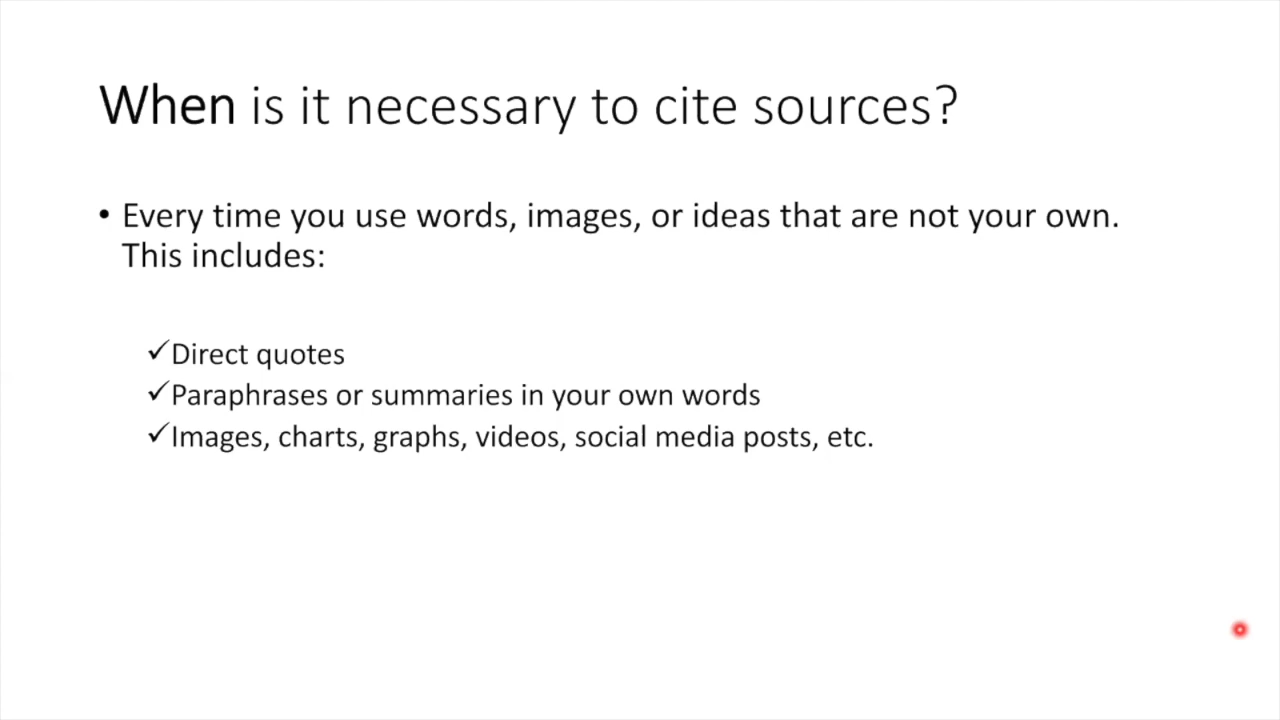 When is it necessary to cite sources?
• Every time you use words, images, or ideas that are not your own.
This includes:
✓Direct quotes
✓Paraphrases or summaries in your own words
✓Images, charts, graphs, videos, social media posts, etc.